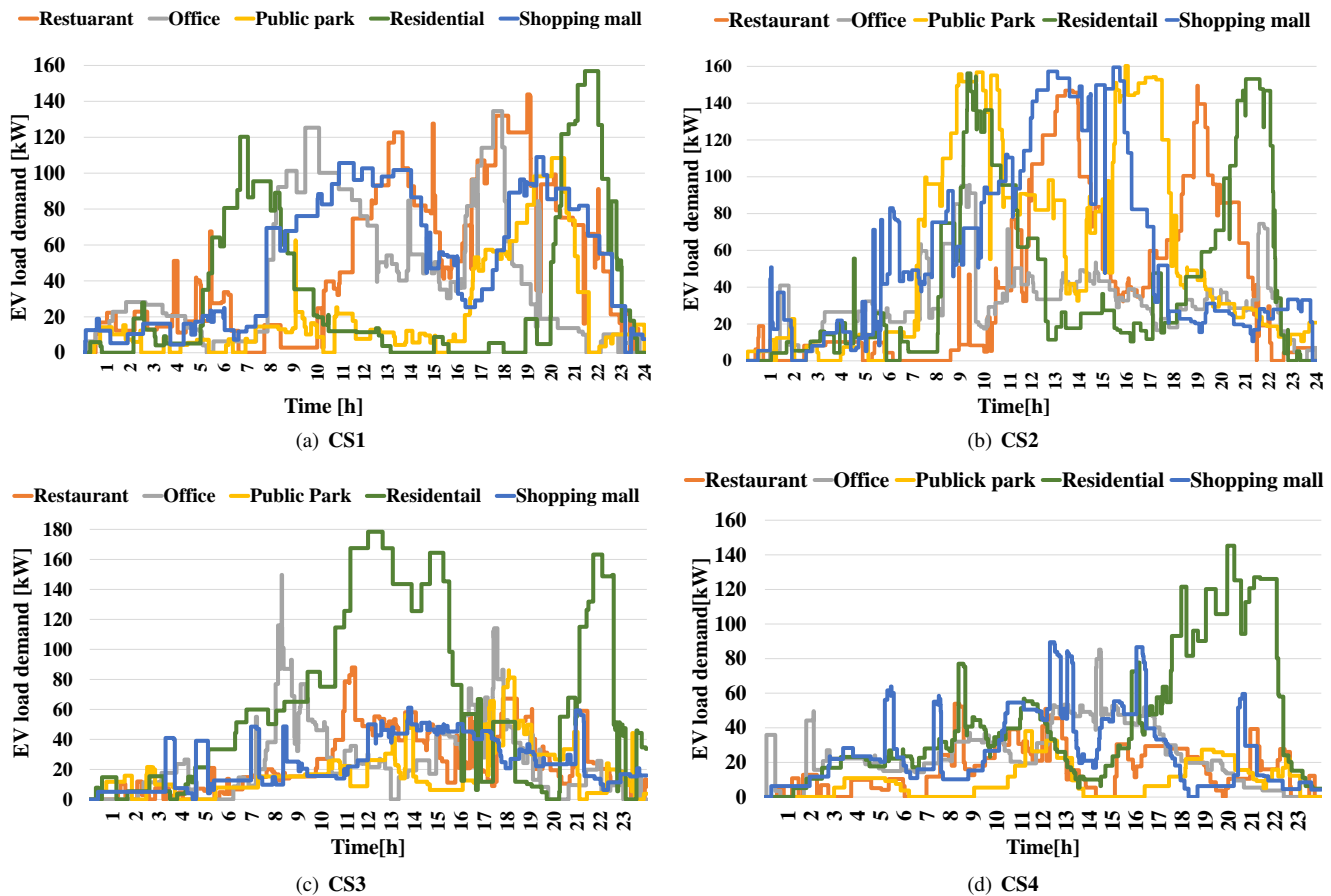 Restuarant Office Public park Residential Shopping mall
EV load demand [kW]
160
140
120
100
80
60
40
20
0
1 2 3 4 5 6 7 8 9 10 11 12 13 14 15 16 17 18 19 20 21 22 23 24
Time [h]
(a) CS1
Restaurant Office Public Park Residentail Shopping mall
EV load demand [kW]
160
140
120
100
80
60
40
20
0
1 2 3 4 5 6 7 8 9 10 11 12 13 14 15 16 17 18 19 20 21 22 23 24
Time[h]
(b) CS2
Restaurant Office Public Park Residentail Shopping mall
EV load demand [kW]
180
160
140
120
100
80
60
40
20
0
1 2 3 4 5 6 7 8 9 10 11 12 13 14 15 16 17 18 19 20 21 22 23
Time[h]
(c) CS3
Restaurant Office Publick park Residential Shopping mall
EV load demand[kW]
160
140
120
100
80
60
40
20
0
1 2 3 4 5 6 7 8 9 10 11 12 13 14 15 16 17 18 19 20 21 22 23
Time[h]
(d) CS4